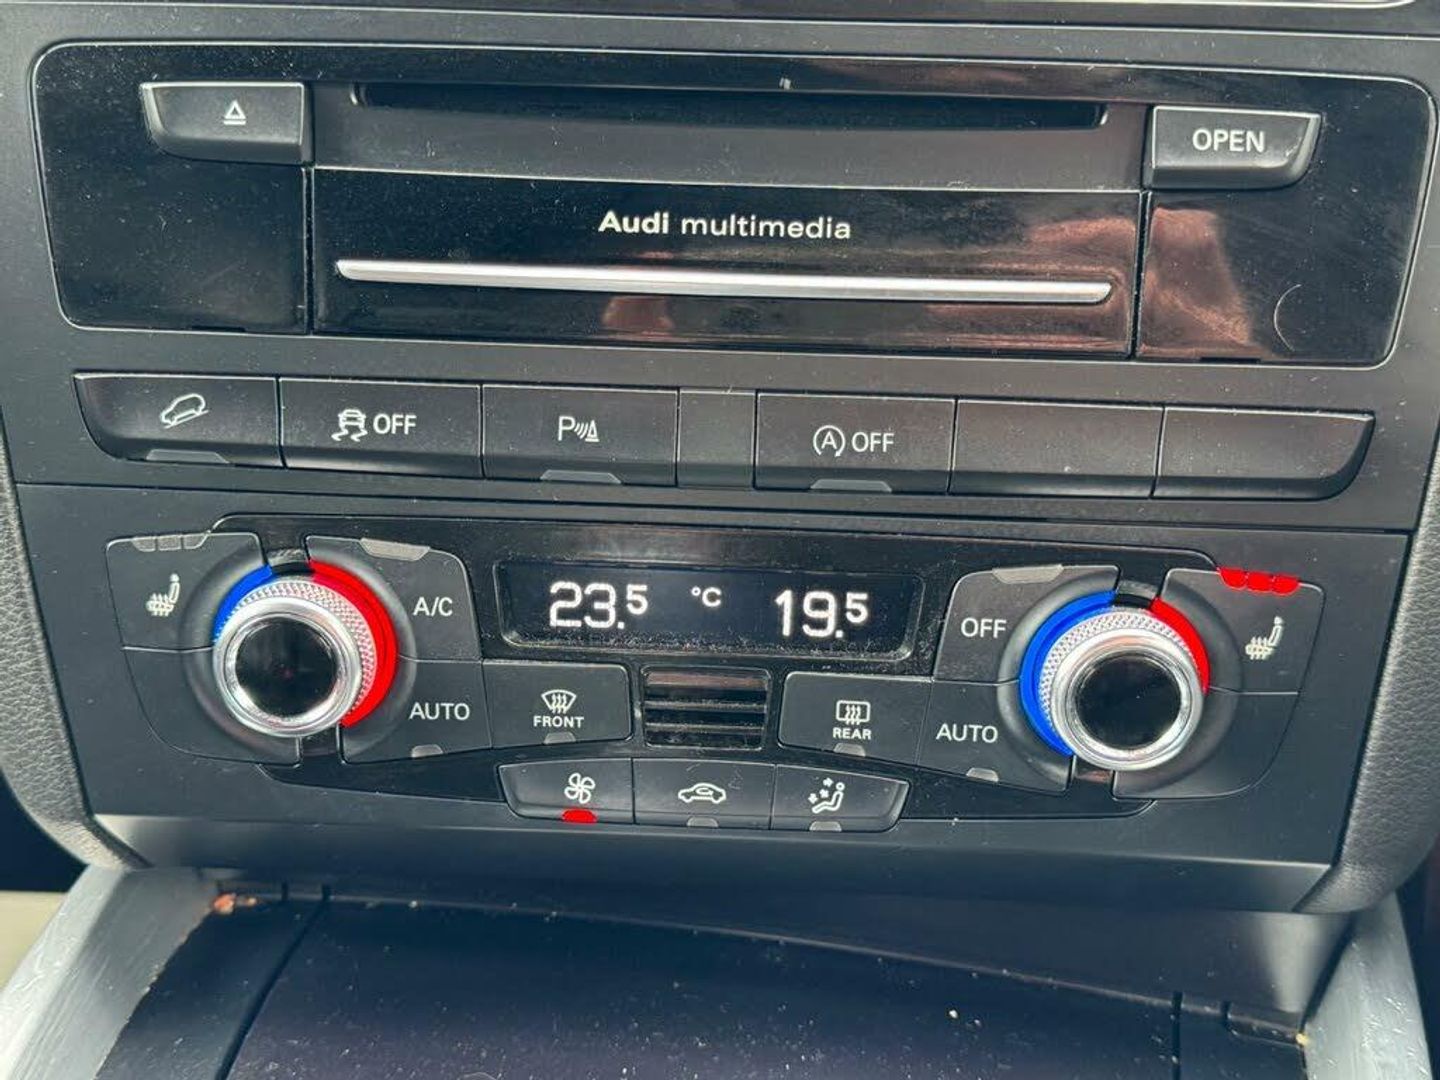 OPEN
Audi multimedia
OFF
P
A OFF
A/C
23.5 °C 19.5
OFF
AUTO
FRONT
REAR
AUTO